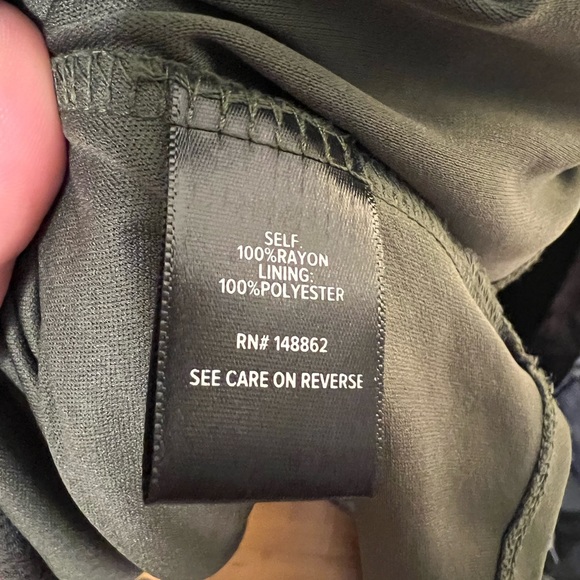 SELF:
100%RAYON
LINING:
100%POLYESTER
RN# 148862
SEE CARE ON REVERSE